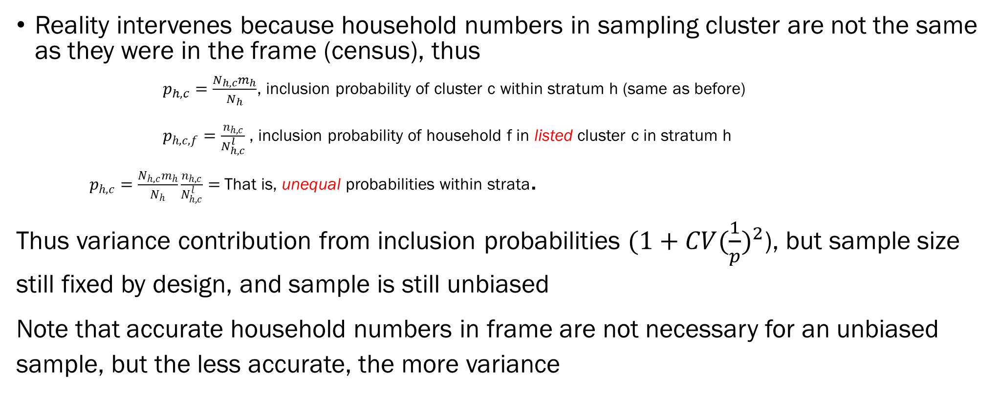 • Reality intervenes because household numbers in sampling cluster are not the same
as they were in the frame (census), thus
$p_{h,c} = \frac{N_{h,c} m_h}{N_h}$, inclusion probability of cluster c within stratum h (same as before)
$p_{h,c,f} = \frac{n_{h,c}}{N_{h,c}^{l}}$ , inclusion probability of household f in listed cluster c in stratum h
$p_{h,c} = \frac{N_{h,c} m_h}{N_h} \frac{n_{h,c}}{N_{h,c}^{l}} =$ That is, unequal probabilities within strata.
Thus variance contribution from inclusion probabilities $(1 + CV(\frac{1}{p})^2)$, but sample size
still fixed by design, and sample is still unbiased
Note that accurate household numbers in frame are not necessary for an unbiased
sample, but the less accurate, the more variance